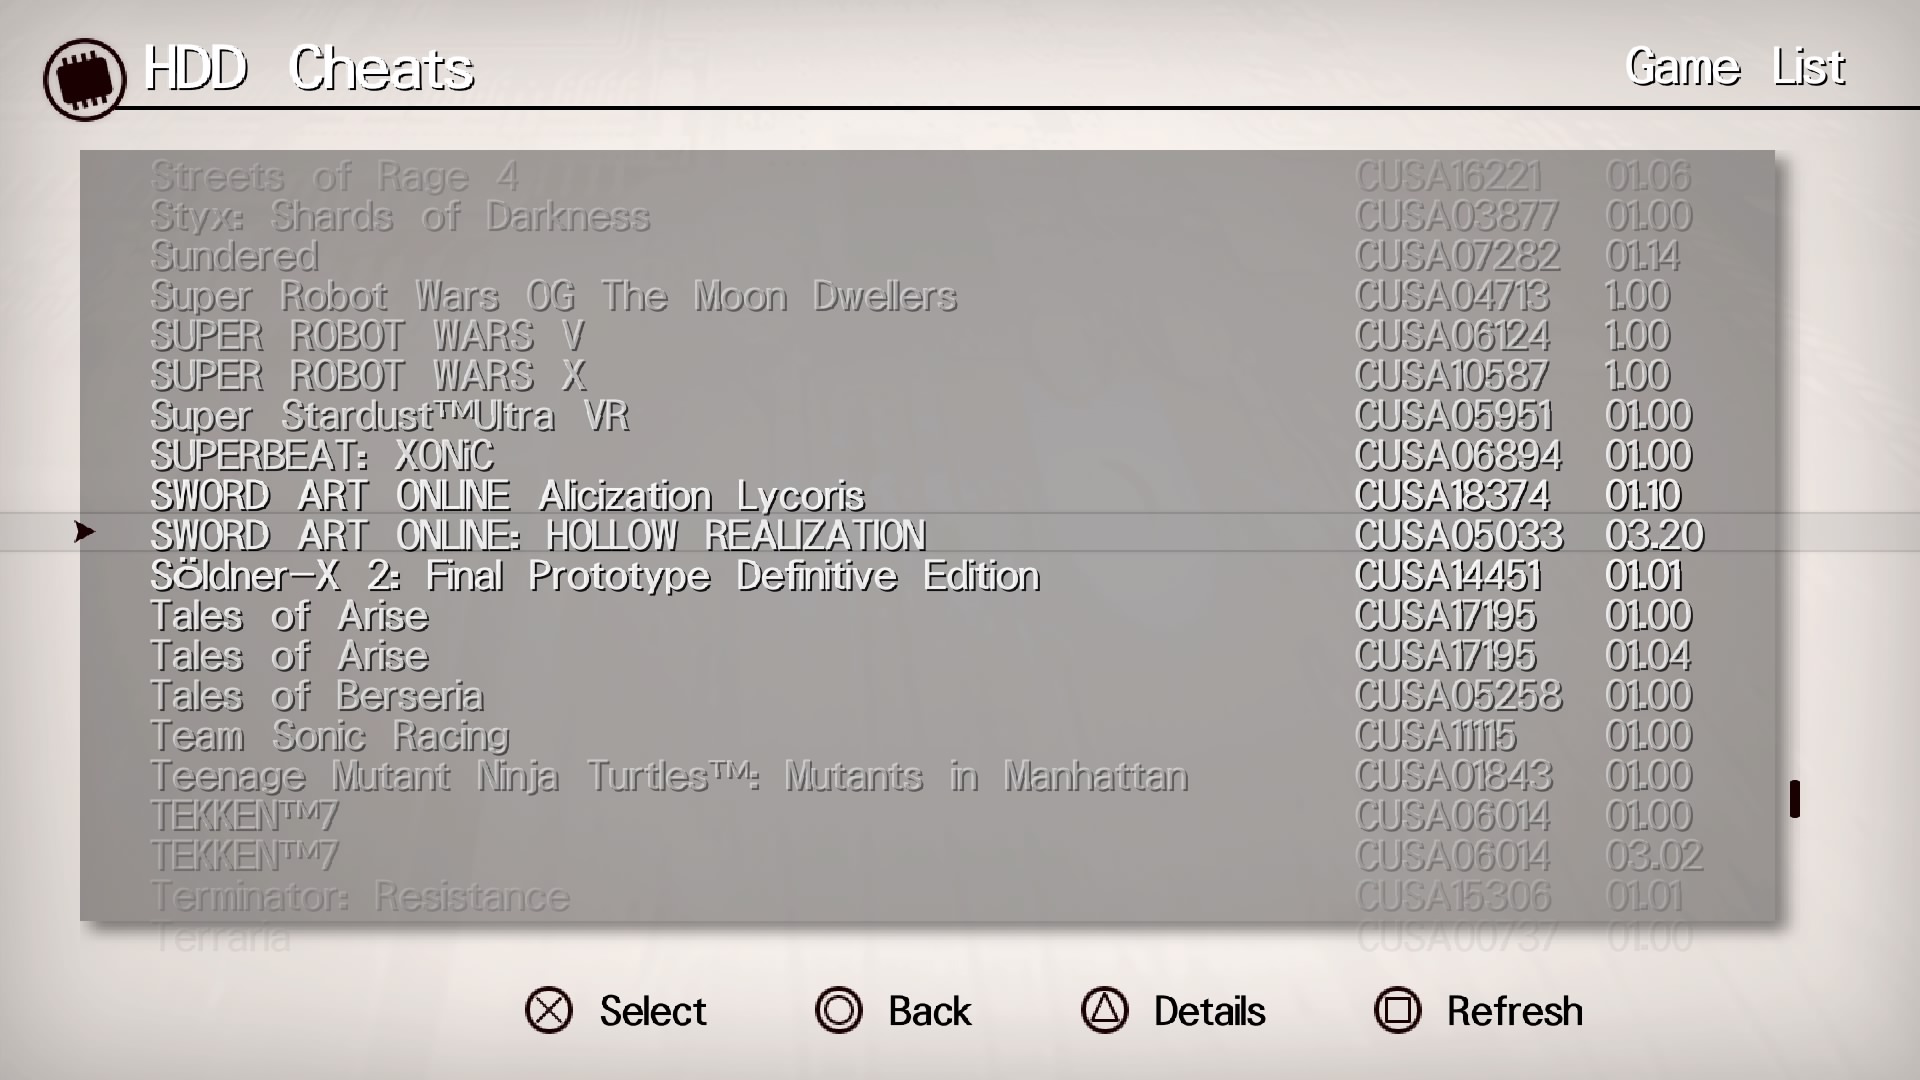 HDD Cheats
Game List
Streets of Rage 4 CUSA16221 01.06
Styx: Shards of Darkness CUSA03877 01.00
Sundered CUSA07282 01.14
Super Robot Wars OG The Moon Dwellers CUSA04713 1.00
SUPER ROBOT WARS V CUSA06124 1.00
SUPER ROBOT WARS X CUSA10587 1.00
Super Stardust™Ultra VR CUSA05951 01.00
SUPERBEAT: XONiC CUSA06894 01.00
SWORD ART ONLINE Alicization Lycoris CUSA18374 01.10
SWORD ART ONLINE: HOLLOW REALIZATION CUSA05033 03.20
Söldner-X 2: Final Prototype Definitive Edition CUSA14451 01.01
Tales of Arise CUSA17195 01.00
Tales of Arise CUSA17195 01.04
Tales of Berseria CUSA05258 01.00
Team Sonic Racing CUSA11115 01.00
Teenage Mutant Ninja Turtles™: Mutants in Manhattan CUSA01843 01.00
TEKKEN™7 CUSA06014 01.00
TEKKEN™7 CUSA06014 03.02
Terminator: Resistance CUSA15306 01.01
Terraria CUSA00737 01.00
Select Back Details Refresh